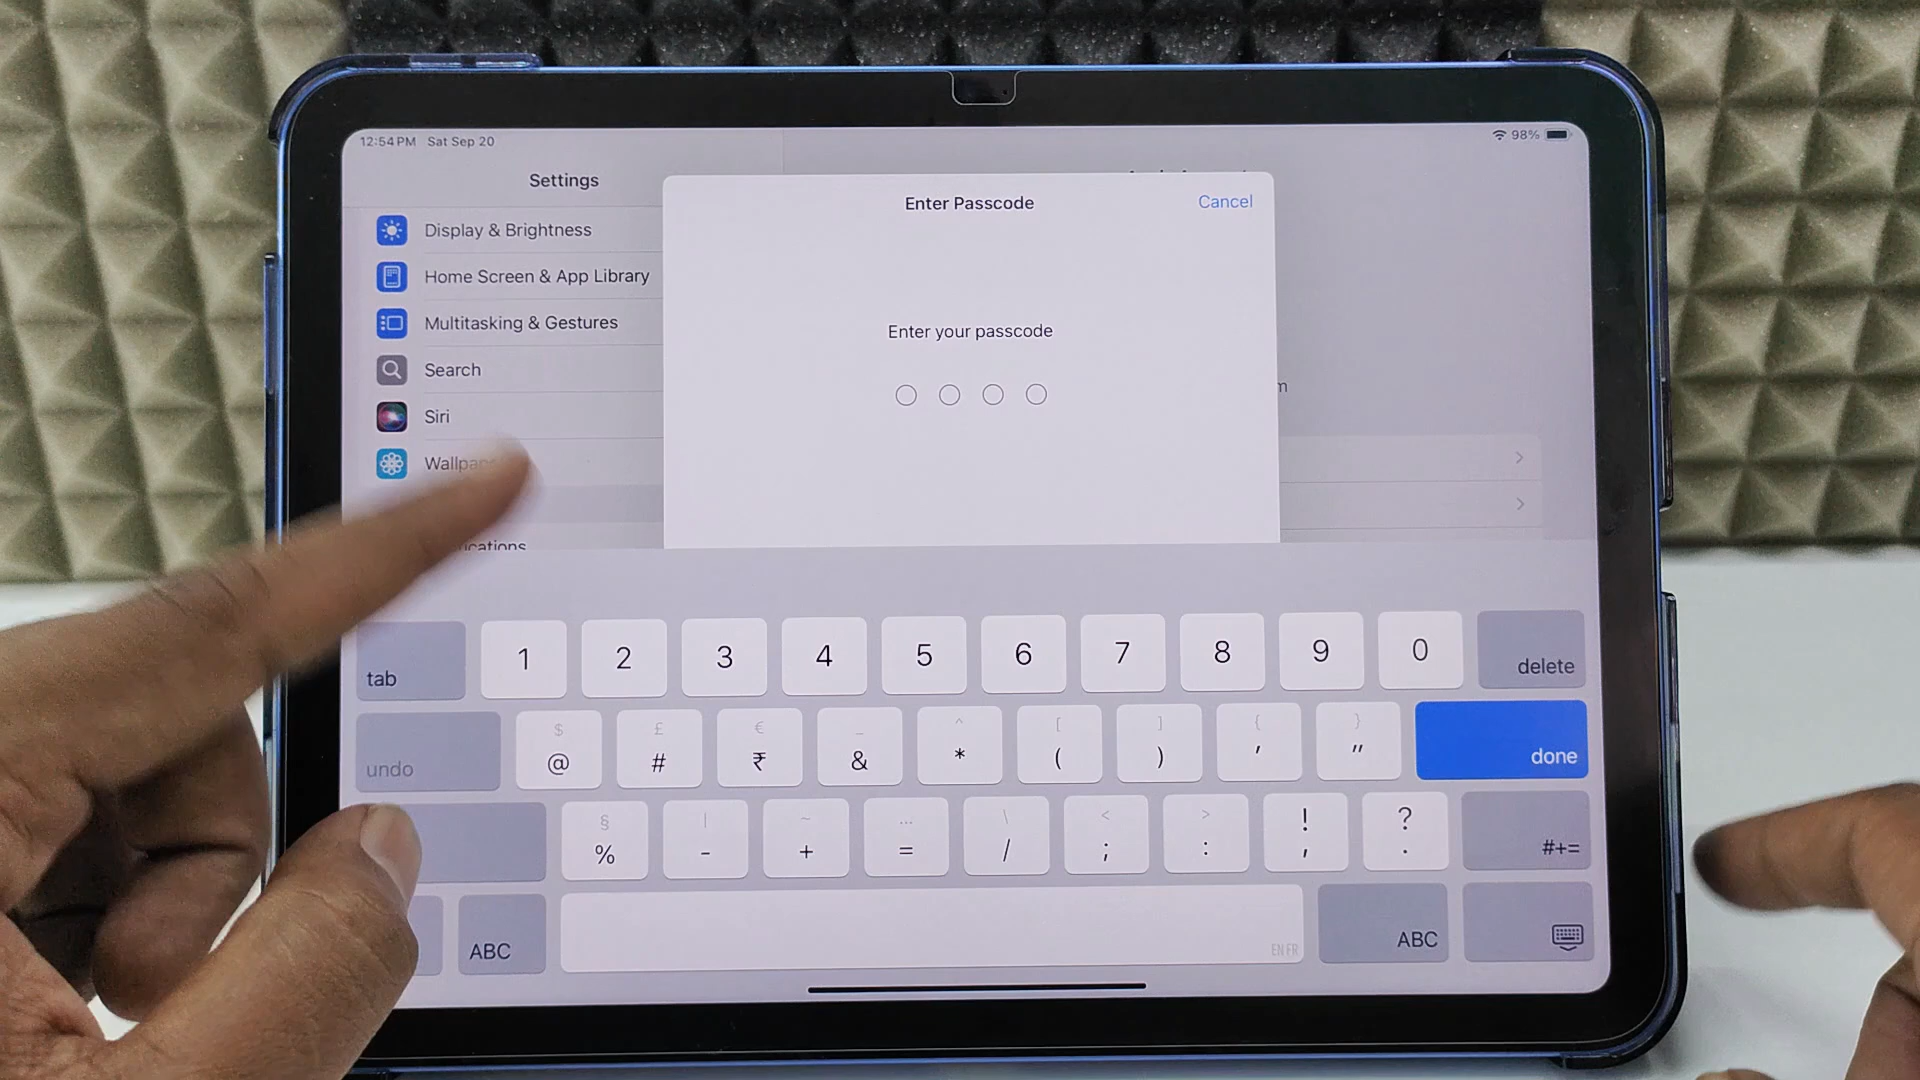 12:54 PM Sat Sep 20
98%
Settings
Enter Passcode
Cancel
Display & Brightness
Home Screen & App Library
Multitasking & Gestures
Search
Siri
Enter your passcode
m
tab
1 2 3 4 5 6 7 8 9 0
delete
undo
$ £ € _ ^ [ ] { }
@ # ₹ & * ( ) ' "
done
§ | ~ … \ < > ! ?
% - + = / ; : , .
#+=
ABC
EN FR
ABC